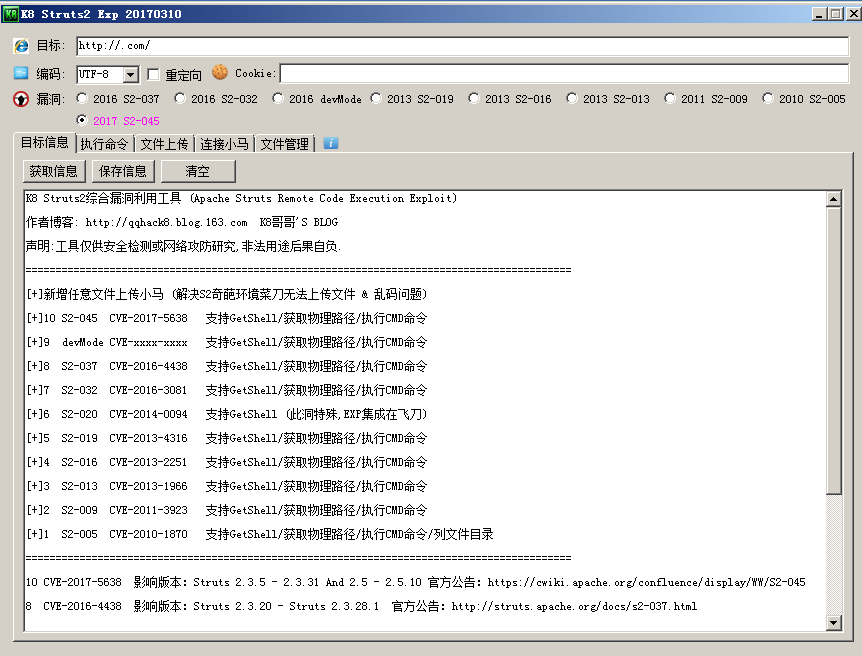 K8 Struts2 Exp 20170310
目标: http://.com/
编码: UTF-8 重定向 Cookie:
漏洞: 2016 S2-037 2016 S2-032 2016 devMode 2013 S2-019 2013 S2-016 2013 S2-013 2011 S2-009 2010 S2-005
2017 S2-045
目标信息 执行命令 文件上传 连接小马 文件管理
获取信息 保存信息 清空
K8 Struts2综合漏洞利用工具 (Apache Struts Remote Code Execution Exploit)
作者博客: http://qqhack8.blog.163.com K8哥哥'S BLOG
声明:工具仅供安全检测或网络攻防研究,非法用途后果自负.
===========================================================================================
[+]新增任意文件上传小马 (解决S2奇葩环境菜刀无法上传文件 & 乱码问题)
[+]10 S2-045 CVE-2017-5638 支持GetShell/获取物理路径/执行CMD命令
[+]9 devMode CVE-xxxx-xxxx 支持GetShell/获取物理路径/执行CMD命令
[+]8 S2-037 CVE-2016-4438 支持GetShell/获取物理路径/执行CMD命令
[+]7 S2-032 CVE-2016-3081 支持GetShell/获取物理路径/执行CMD命令
[+]6 S2-020 CVE-2014-0094 支持GetShell (此洞特殊,EXP集成在飞刀)
[+]5 S2-019 CVE-2013-4316 支持GetShell/获取物理路径/执行CMD命令
[+]4 S2-016 CVE-2013-2251 支持GetShell/获取物理路径/执行CMD命令
[+]3 S2-013 CVE-2013-1966 支持GetShell/获取物理路径/执行CMD命令
[+]2 S2-009 CVE-2011-3923 支持GetShell/获取物理路径/执行CMD命令
[+]1 S2-005 CVE-2010-1870 支持GetShell/获取物理路径/执行CMD命令/列文件目录
===========================================================================================
10 CVE-2017-5638 影响版本: Struts 2.3.5 - 2.3.31 And 2.5 - 2.5.10 官方公告: https://cwiki.apache.org/confluence/display/WW/S2-045
8 CVE-2016-4438 影响版本: Struts 2.3.20 - Struts 2.3.28.1 官方公告: http://struts.apache.org/docs/s2-037.html